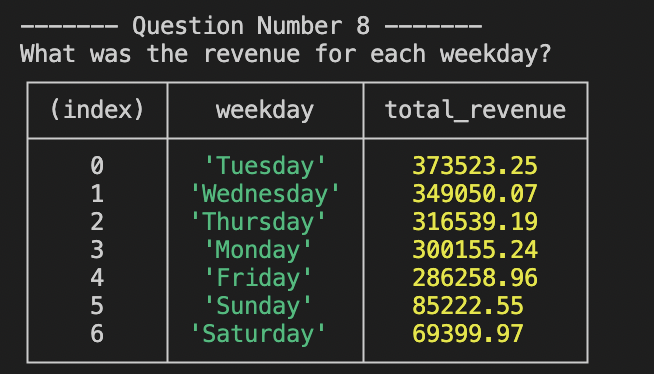 ------- Question Number 8 -------
What was the revenue for each weekday?
(index) weekday total_revenue
0 'Tuesday' 373523.25
1 'Wednesday' 349050.07
2 'Thursday' 316539.19
3 'Monday' 300155.24
4 'Friday' 286258.96
5 'Sunday' 85222.55
6 'Saturday' 69399.97